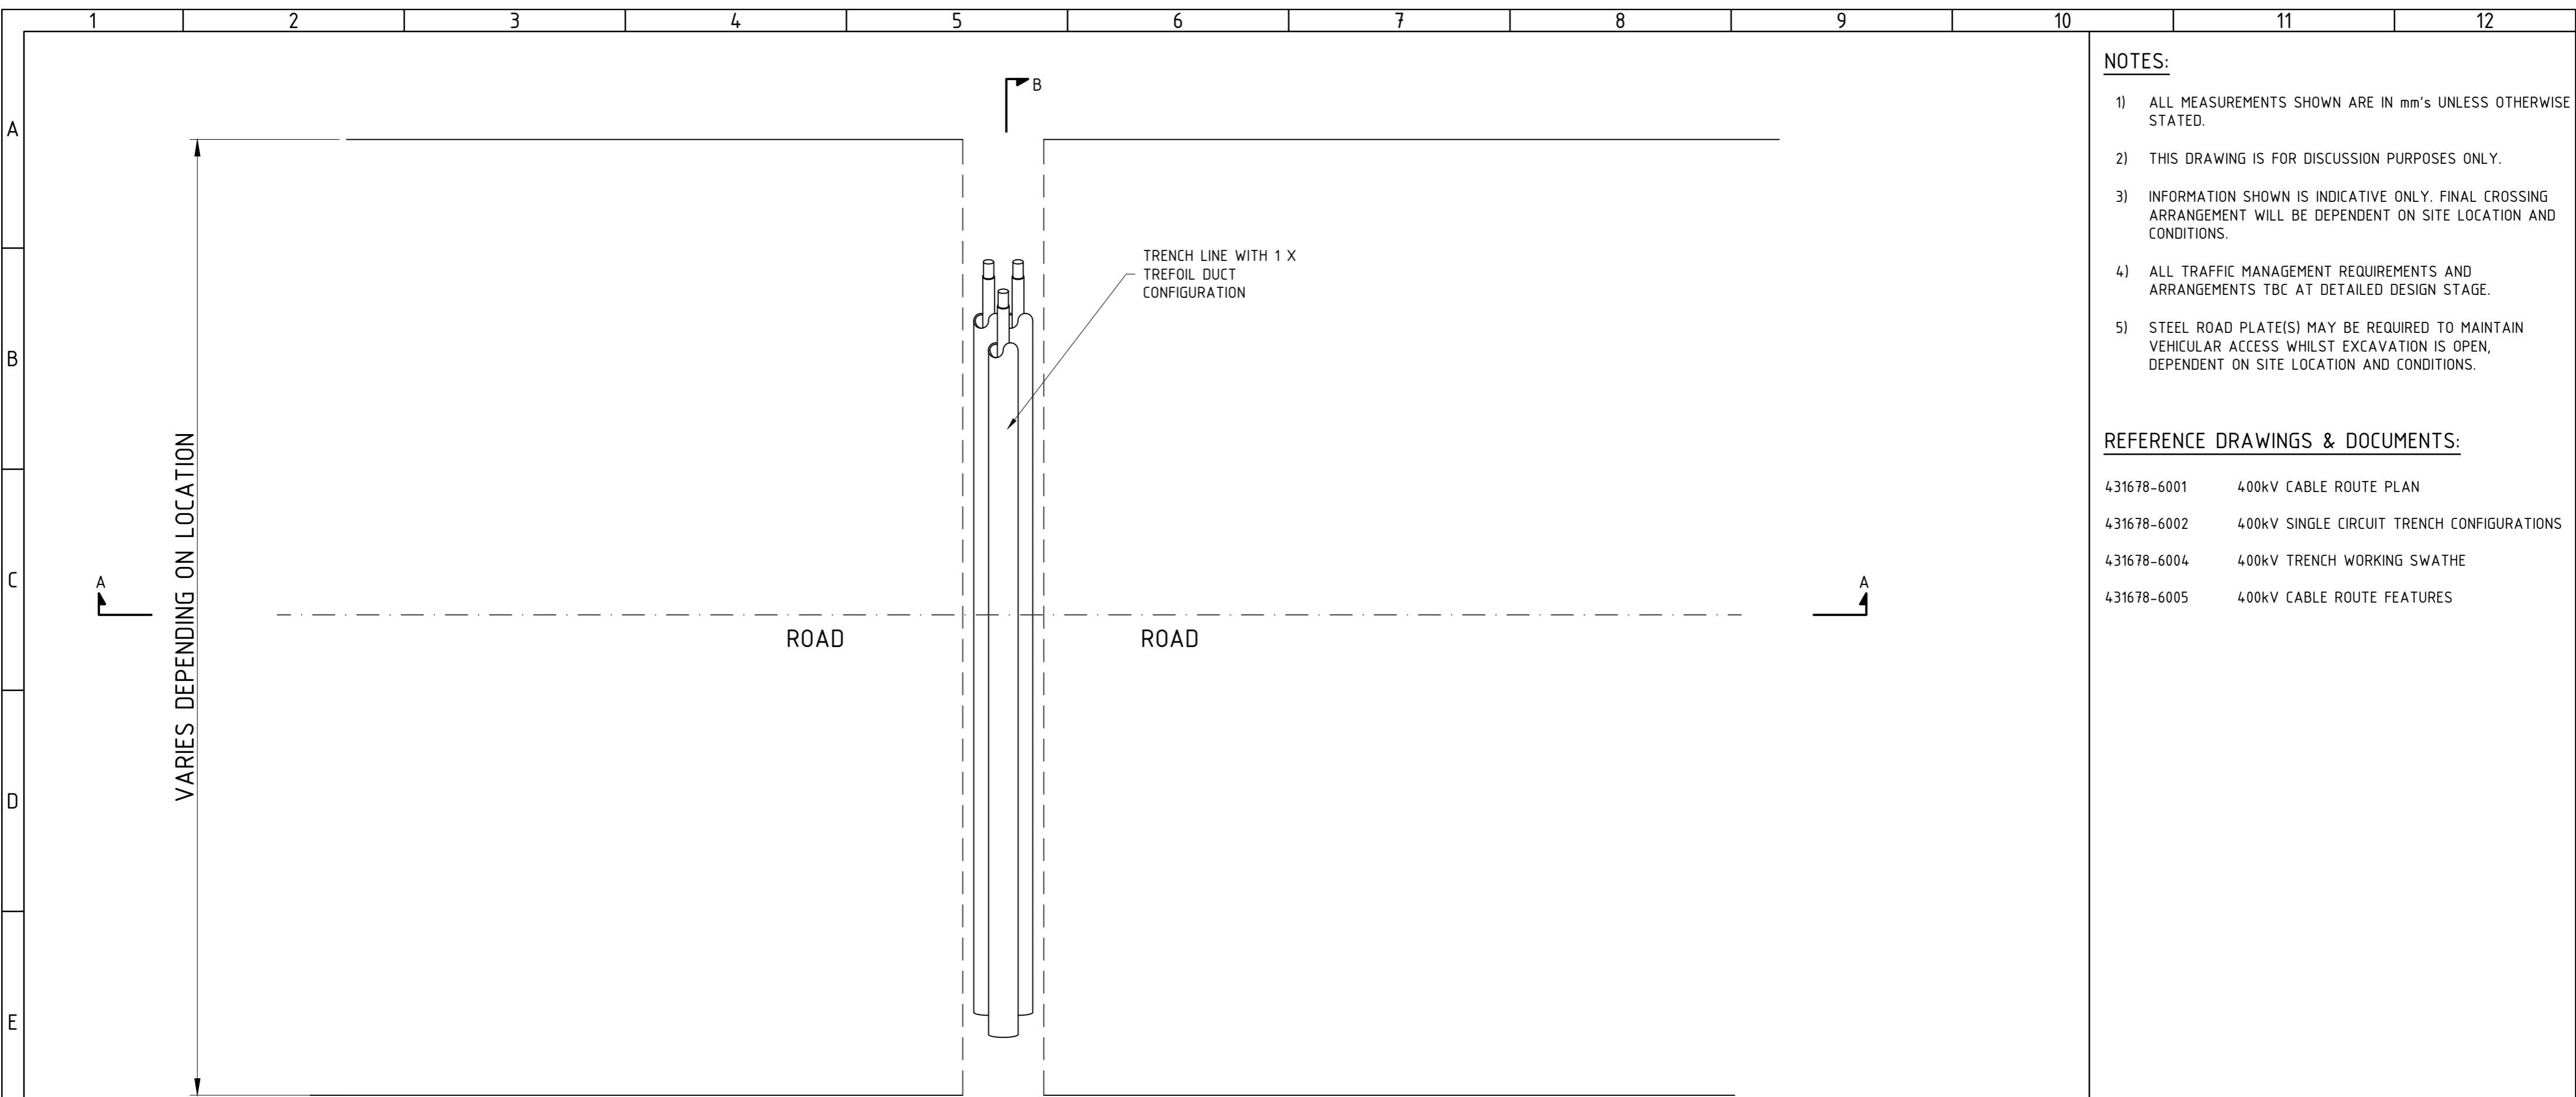 1 2 3 4 5 6 7 8 9 10 11 12
A
B
C
D
E
B
TRENCH LINE WITH 1 X
TREFOIL DUCT
CONFIGURATION
VARIES DEPENDING ON LOCATION
A
A
ROAD
ROAD
NOTES:
1) ALL MEASUREMENTS SHOWN ARE IN mm's UNLESS OTHERWISE
STATED.
2) THIS DRAWING IS FOR DISCUSSION PURPOSES ONLY.
3) INFORMATION SHOWN IS INDICATIVE ONLY. FINAL CROSSING
ARRANGEMENT WILL BE DEPENDENT ON SITE LOCATION AND
CONDITIONS.
4) ALL TRAFFIC MANAGEMENT REQUIREMENTS AND
ARRANGEMENTS TBC AT DETAILED DESIGN STAGE.
5) STEEL ROAD PLATE(S) MAY BE REQUIRED TO MAINTAIN
VEHICULAR ACCESS WHILST EXCAVATION IS OPEN,
DEPENDENT ON SITE LOCATION AND CONDITIONS.
REFERENCE DRAWINGS & DOCUMENTS:
431678-6001 400kV CABLE ROUTE PLAN
431678-6002 400kV SINGLE CIRCUIT TRENCH CONFIGURATIONS
431678-6004 400kV TRENCH WORKING SWATHE
431678-6005 400kV CABLE ROUTE FEATURES